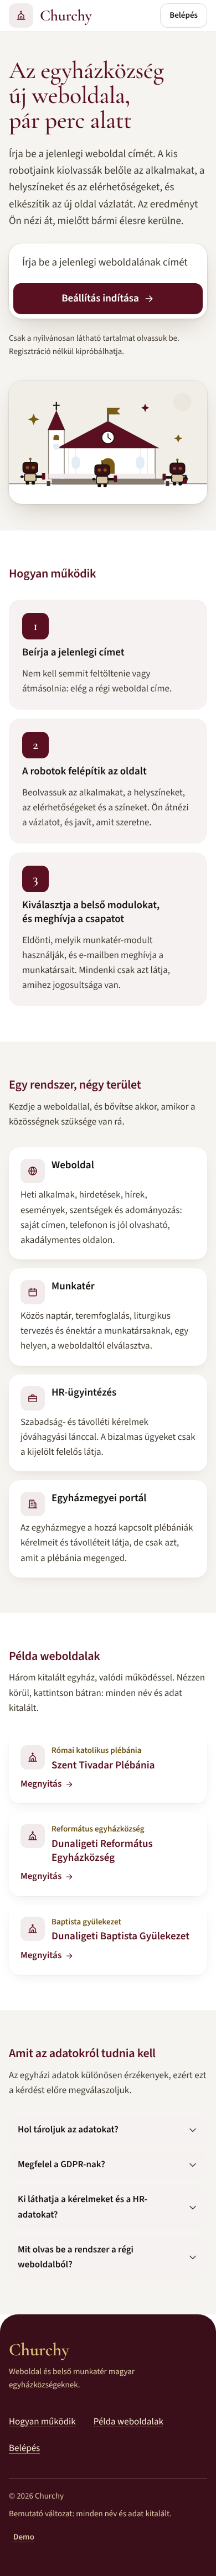 Churchy
Belépés
Az egyházközség
új weboldala,
pár perc alatt
Írja be a jelenlegi weboldal címét. A kis
robotjaink kiolvassák belőle az alkalmakat, a
helyszíneket és az elérhetőségeket, és
elkészítik az új oldal vázlatát. Az eredményt
Ön nézi át, mielőtt bármi élesre kerülne.
Írja be a jelenlegi weboldalának címét
Beállítás indítása →
Csak a nyilvánosan látható tartalmat olvassuk be.
Regisztráció nélkül kipróbálhatja.
Hogyan működik
1
Beírja a jelenlegi címet
Nem kell semmit feltöltenie vagy
átmásolnia: elég a régi weboldal címe.
2
A robotok felépítik az oldalt
Beolvassuk az alkalmakat, a helyszíneket,
az elérhetőségeket és a színeket. Ön átnézi
a vázlatot, és javít, amit szeretne.
3
Kiválasztja a belső modulokat,
és meghívja a csapatot
Eldönti, melyik munkatér-modult
használják, és e-mailben meghívja a
munkatársait. Mindenki csak azt látja,
amihez jogosultsága van.
Egy rendszer, négy terület
Kezdje a weboldallal, és bővítse akkor, amikor a
közösségnek szüksége van rá.
Weboldal
Heti alkalmak, hirdetések, hírek,
események, szentségek és adományozás:
saját címen, telefonon is jól olvasható,
akadálymentes oldalon.
Munkatér
Közös naptár, teremfoglalás, liturgikus
tervezés és énektár a munkatársaknak, egy
helyen, a weboldaltól elválasztva.
HR-ügyintézés
Szabadság- és távolléti kérelmek
jóváhagyási lánccal. A bizalmas ügyeket csak
a kijelölt felelős látja.
Egyházmegyei portál
Az egyházmegye a hozzá kapcsolt plébániák
kérelmeit és távolléteit látja, de csak azt,
amit a plébánia megenged.
Példa weboldalak
Három kitalált egyház, valódi működéssel. Nézzen
körül, kattintson bátran: minden név és adat
kitalált.
Római katolikus plébánia
Szent Tivadar Plébánia
Megnyitás →
Református egyházközség
Dunaligeti Református
Egyházközség
Megnyitás →
Baptista gyülekezet
Dunaligeti Baptista Gyülekezet
Megnyitás →
Amit az adatokról tudnia kell
Az egyházi adatok különösen érzékenyek, ezért ezt
a kérdést előre megválaszoljuk.
Hol tároljuk az adatokat?
Megfelel a GDPR-nak?
Ki láthatja a kérelmeket és a HR-
adatokat?
Mit olvas be a rendszer a régi
weboldalból?
Churchy
Weboldal és belső munkatér magyar
egyházközségeknek.
Hogyan működik Példa weboldalak
Belépés
© 2026 Churchy
Bemutató változat: minden név és adat kitalált.
Demo